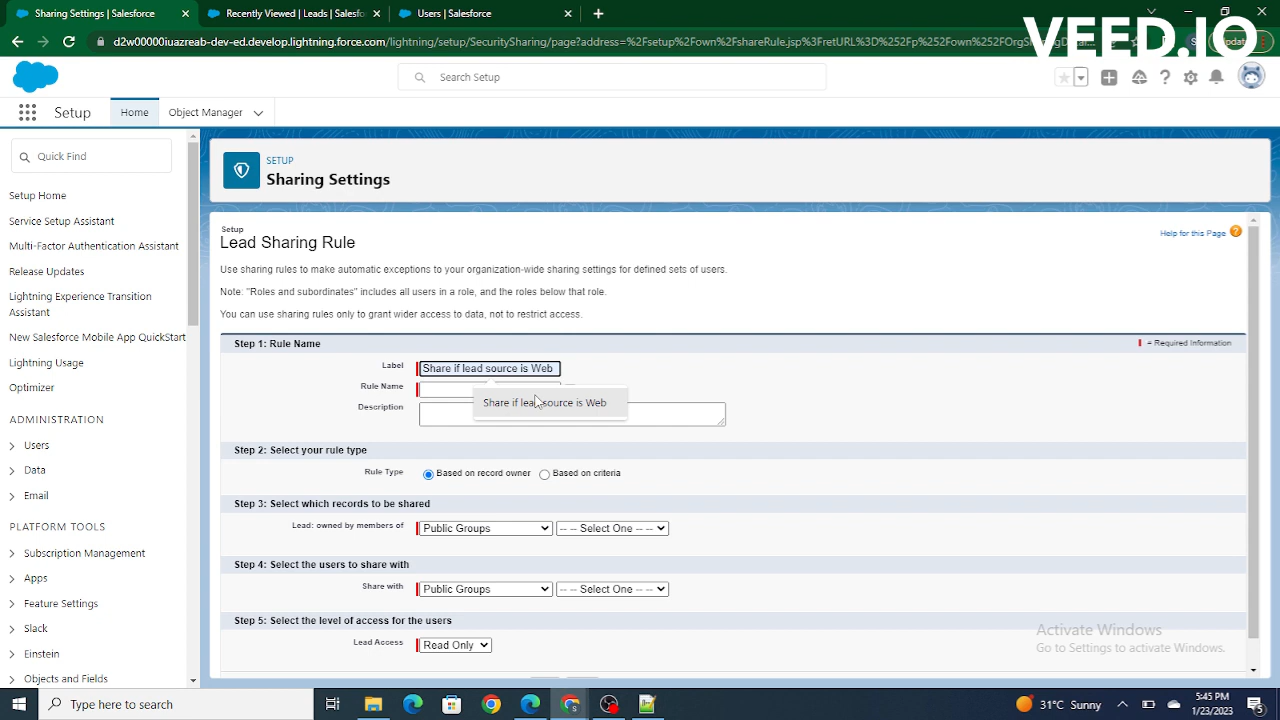 Sharing Settings | Salesforce
Recently Viewed | Leads | Salesfo
Users | Salesforce
VEED.IO
d2w00000iuazneab-dev-ed.develop.lightning.force.com/lightning/setup/SecuritySharing/page?address=%2Fsetup%2Fown%2FshareRule.jsp%3FretURL%3D%252Fp%252Fown%252FOrgSharingDetail
Search Setup
Setup
Home
Object Manager
Quick Find
SETUP
Sharing Settings
Setup Home
Service Setup Assistant
Multi-Factor Authentication Assistant
Release Updates
Lightning Experience Transition
Assistant
New Salesforce Mobile App QuickStart
Lightning Usage
Optimizer
ADMINISTRATION
Users
Data
Email
PLATFORM TOOLS
Subscription Management
Apps
Feature Settings
Slack
Einstein
Objects and Fields
Setup
Lead Sharing Rule
Help for this Page
Use sharing rules to make automatic exceptions to your organization-wide sharing settings for defined sets of users.
Note: "Roles and subordinates" includes all users in a role, and the roles below that role.
You can use sharing rules only to grant wider access to data, not to restrict access.
Step 1: Rule Name
= Required Information
Label
Share if lead source is Web
Rule Name
Share if lead source is Web
Description
Step 2: Select your rule type
Rule Type
Based on record owner
Based on criteria
Step 3: Select which records to be shared
Lead: owned by members of
Public Groups
-- -- Select One -- --
Step 4: Select the users to share with
Share with
Public Groups
-- -- Select One -- --
Step 5: Select the level of access for the users
Lead Access
Read Only
Activate Windows
Go to Settings to activate Windows.
Type here to search
31°C Sunny
5:45 PM
1/23/2023
5